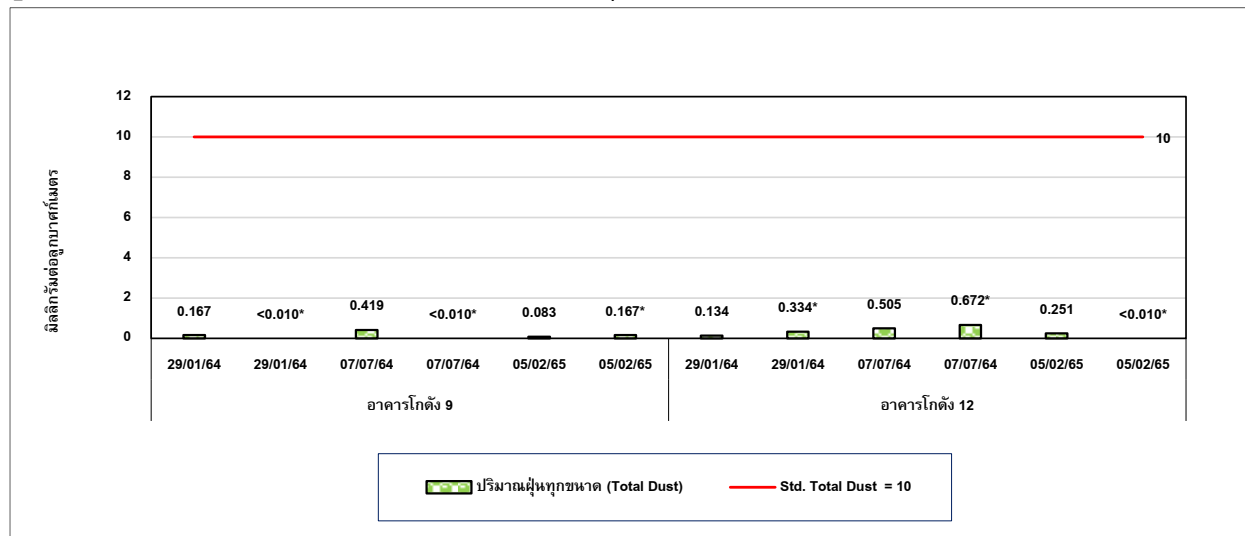 มิลลิกรัมต่อลูกบาศก์เมตร
12
10
8
6
4
2
0
10
0.167 <0.010* 0.419 <0.010* 0.083 0.167* 0.134 0.334* 0.505 0.672* 0.251 <0.010*
29/01/64 29/01/64 07/07/64 07/07/64 05/02/65 05/02/65 29/01/64 29/01/64 07/07/64 07/07/64 05/02/65 05/02/65
อาคารโกดัง 9 อาคารโกดัง 12
ปริมาณฝุ่นทุกขนาด (Total Dust) Std. Total Dust = 10